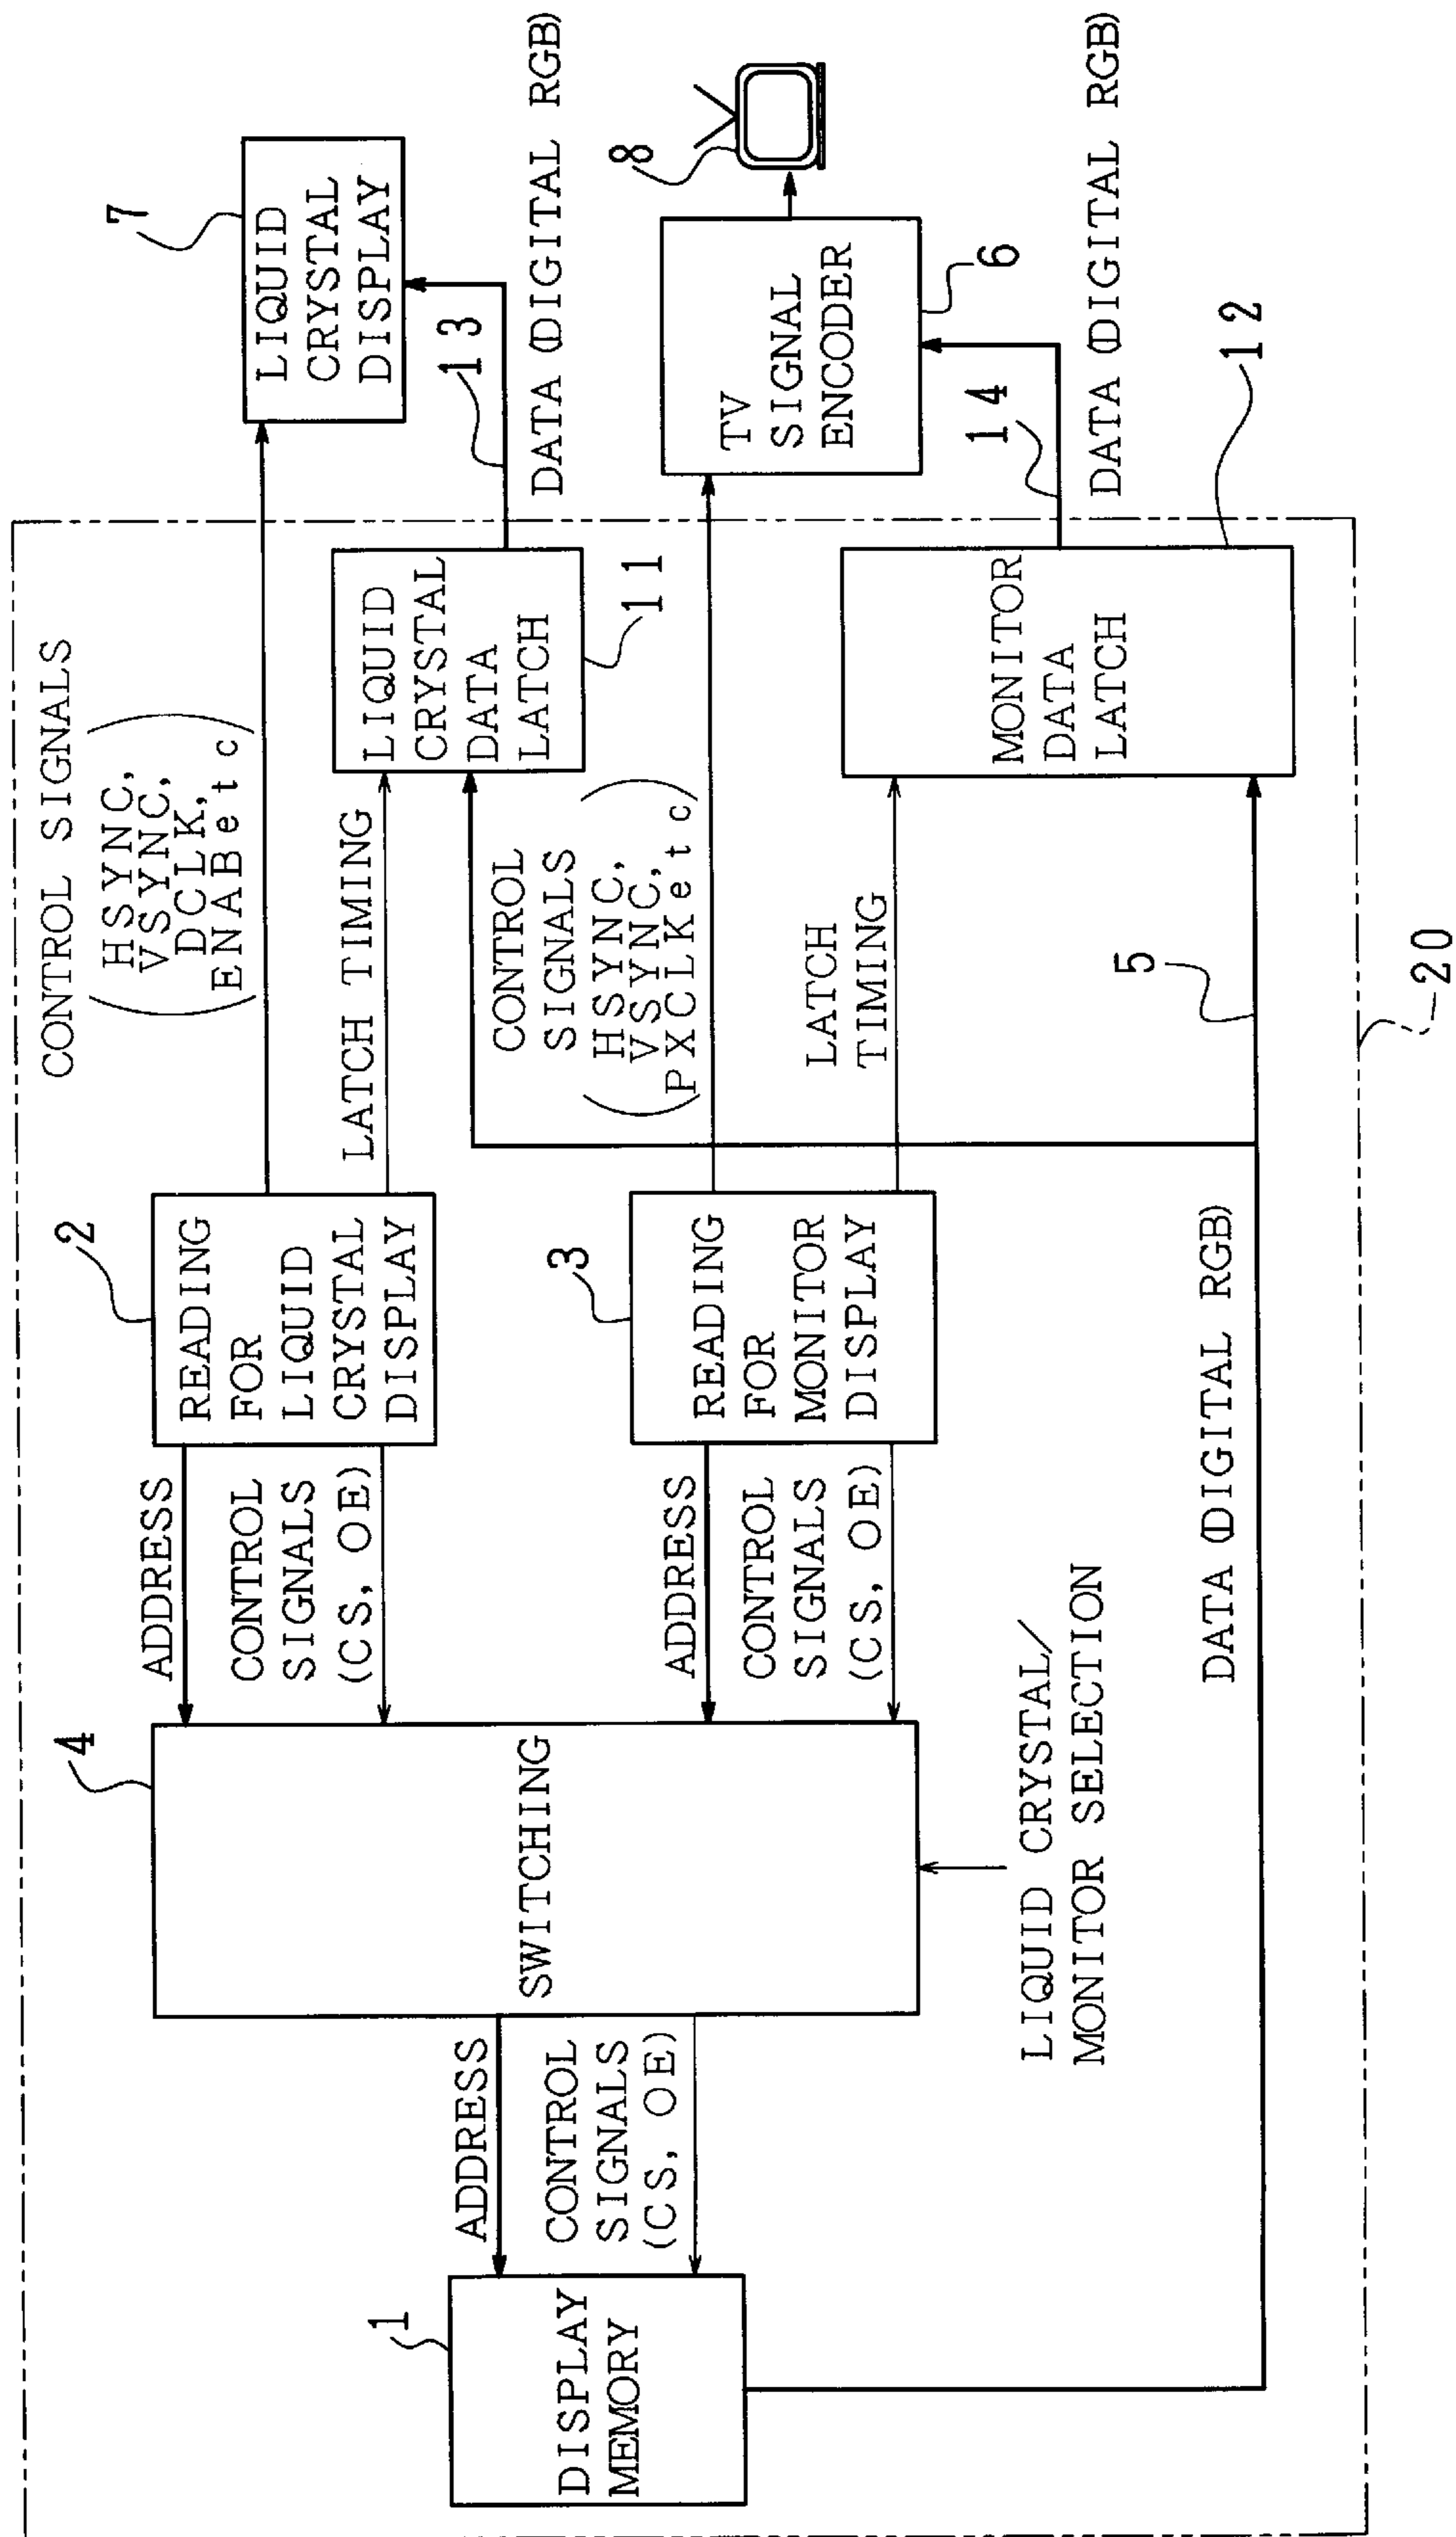 CONTROL SIGNALS
(HSYNC,
VSYNC,
DCLK,
ENABetc)
7
LIQUID
CRYSTAL
DISPLAY
2
READING
FOR
LIQUID
CRYSTAL
DISPLAY
ADDRESS
CONTROL
SIGNALS
(CS, OE)
LATCH TIMING
LIQUID
CRYSTAL
DATA
LATCH
11
13
DATA (DIGITAL RGB)
4
SWITCHING
ADDRESS
CONTROL
SIGNALS
(CS, OE)
1
DISPLAY
MEMORY
3
READING
FOR
MONITOR
DISPLAY
ADDRESS
CONTROL
SIGNALS
(CS, OE)
CONTROL
SIGNALS
(HSYNC,
VSYNC,
PXCLKetc)
TV
SIGNAL
ENCODER
6
8
LATCH
TIMING
MONITOR
DATA
LATCH
12
14
DATA (DIGITAL RGB)
LIQUID CRYSTAL/
MONITOR SELECTION
DATA (DIGITAL RGB)
5
20